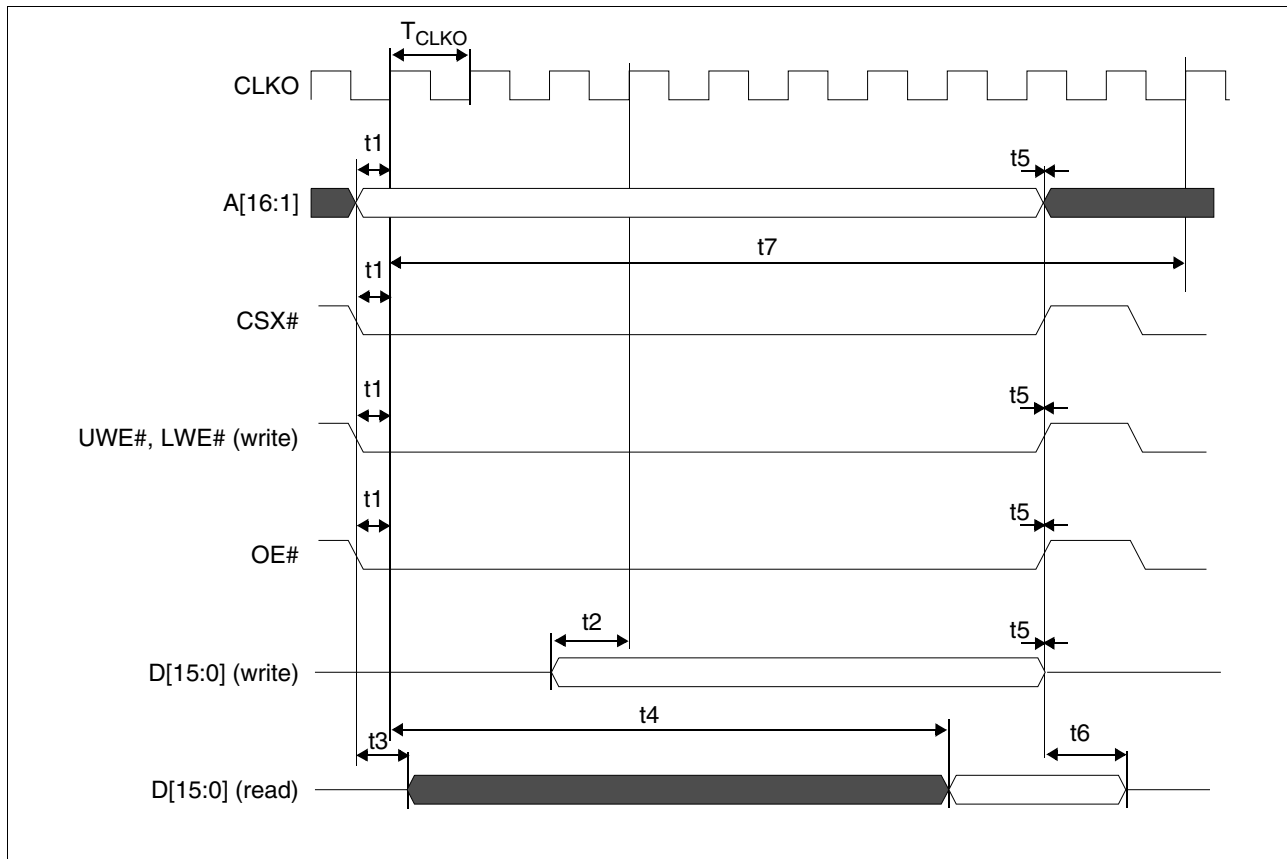 TCLKO
CLKO
t1
t5
A[16:1]
t7
t1
CSX#
t1
t5
UWE#, LWE# (write)
t1
t5
OE#
t2
t5
D[15:0] (write)
t4
t3
t6
D[15:0] (read)